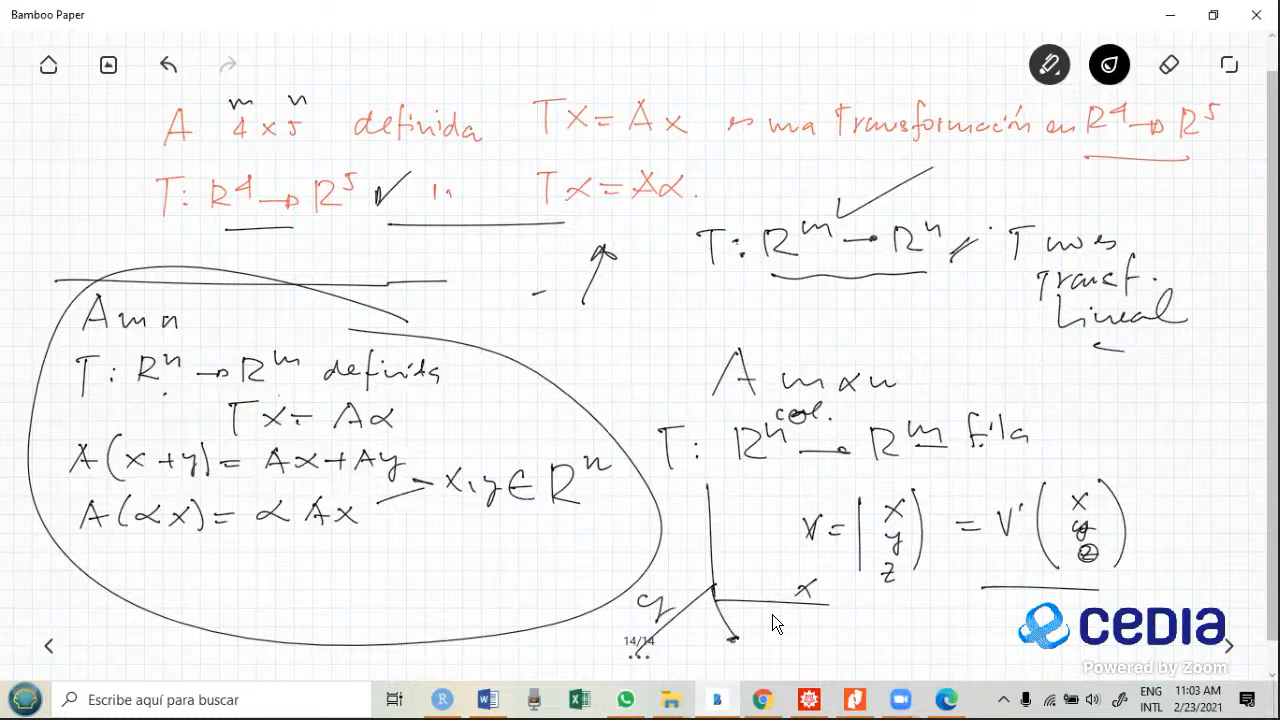 Bamboo Paper
m n
A 4 x 5 definida Tx = Ax es una Transformación en R⁴ → R⁵
T: R⁴ → R⁵ ✓ Tx = Ax.
T: Rᵐ → Rⁿ T no es
Transf.
Lineal
A m n
T: Rⁿ → Rᵐ definida
Tx = Ax
A(x+y) = Ax + Ay
A(αx) = α Ax
x, y ∈ Rⁿ
A m x n
col.
T: Rⁿ → Rᵐ fila
V = (x
y
z)
= V' (x
y
z)
x
y
14/14
cedia
Powered by Zoom
Escribe aquí para buscar
ENG
INTL
11:03 AM
2/23/2021